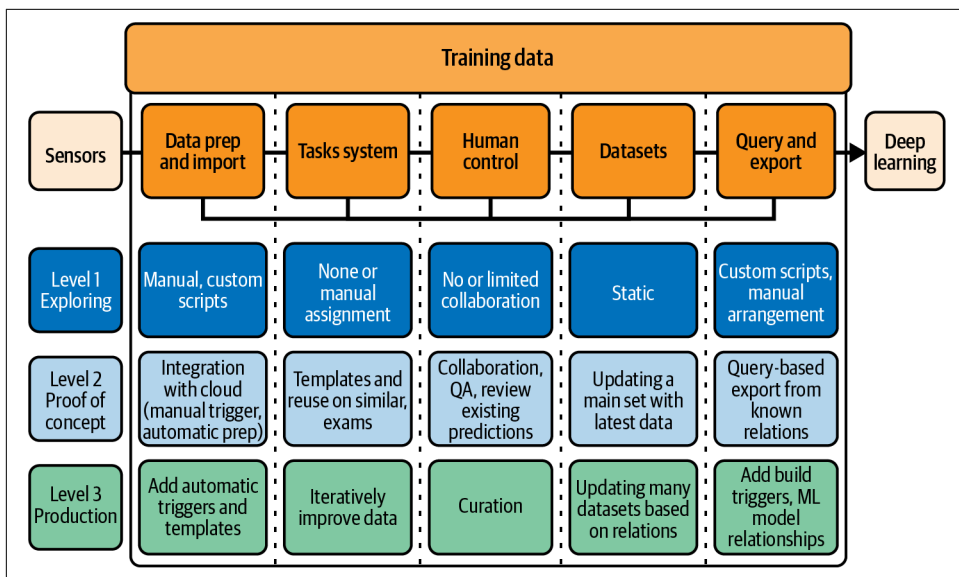 Training data
Sensors
Data prep
and import
Tasks system
Human
control
Datasets
Query and
export
Deep
learning
Level 1
Exploring
Manual, custom
scripts
None or
manual
assignment
No or limited
collaboration
Static
Custom scripts,
manual
arrangement
Level 2
Proof of
concept
Integration
with cloud
(manual trigger,
automatic prep)
Templates and
reuse on similar,
exams
Collaboration,
QA, review
existing
predictions
Updating a
main set with
latest data
Query-based
export from
known
relations
Level 3
Production
Add automatic
triggers and
templates
Iteratively
improve data
Curation
Updating many
datasets based
on relations
Add build
triggers, ML
model
relationships